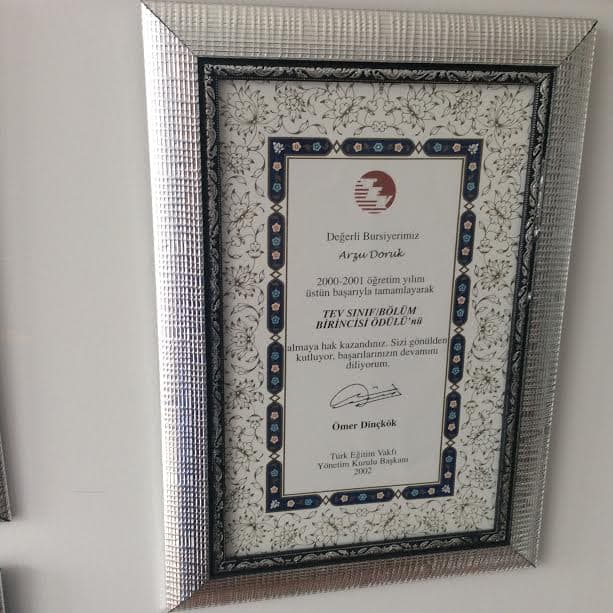 Değerli Bursiyerimiz
Arzu Doruk
2000-2001 öğretim yılını
üstün başarıyla tamamlayarak
TEV SINIF/BÖLÜM
BİRİNCİSİ ÖDÜLÜ'nü
almaya hak kazandınız. Sizi gönülden
kutluyor, başarılarınızın devamını
diliyorum.
Ömer Dinçkök
Türk Eğitim Vakfı
Yönetim Kurulu Başkanı
2002